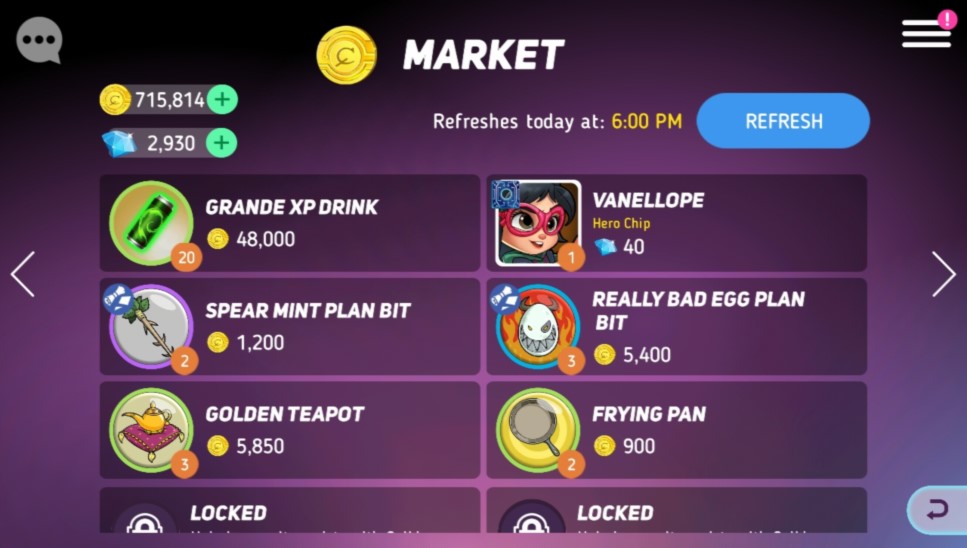 MARKET
715,814
2,930
Refreshes today at: 6:00 PM
REFRESH
GRANDE XP DRINK
48,000
20
VANELLOPE
Hero Chip
40
1
SPEAR MINT PLAN BIT
1,200
2
REALLY BAD EGG PLAN
BIT
5,400
3
GOLDEN TEAPOT
5,850
3
FRYING PAN
900
2
LOCKED
LOCKED